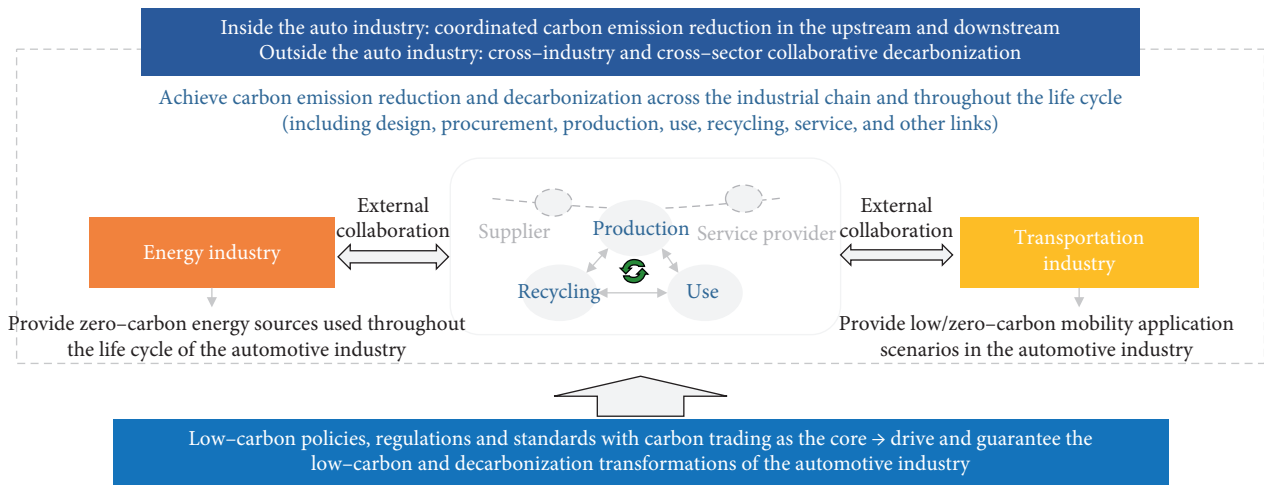 Inside the auto industry: coordinated carbon emission reduction in the upstream and downstream
Outside the auto industry: cross–industry and cross–sector collaborative decarbonization
Achieve carbon emission reduction and decarbonization across the industrial chain and throughout the life cycle
(including design, procurement, production, use, recycling, service, and other links)
Energy industry
Provide zero–carbon energy sources used throughout
the life cycle of the automotive industry
External
collaboration
Supplier
Production
Service provider
Recycling
Use
External
collaboration
Transportation
industry
Provide low/zero–carbon mobility application
scenarios in the automotive industry
Low–carbon policies, regulations and standards with carbon trading as the core → drive and guarantee the
low–carbon and decarbonization transformations of the automotive industry